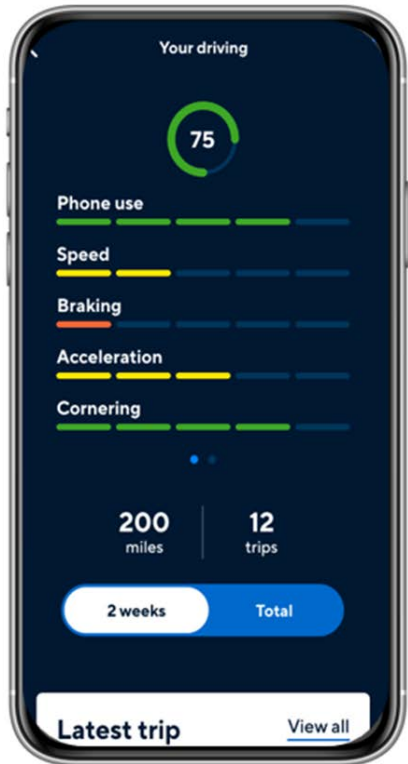 Your driving
75
Phone use
Speed
Braking
Acceleration
Cornering
200 12
miles trips
2 weeks Total
Latest trip View all